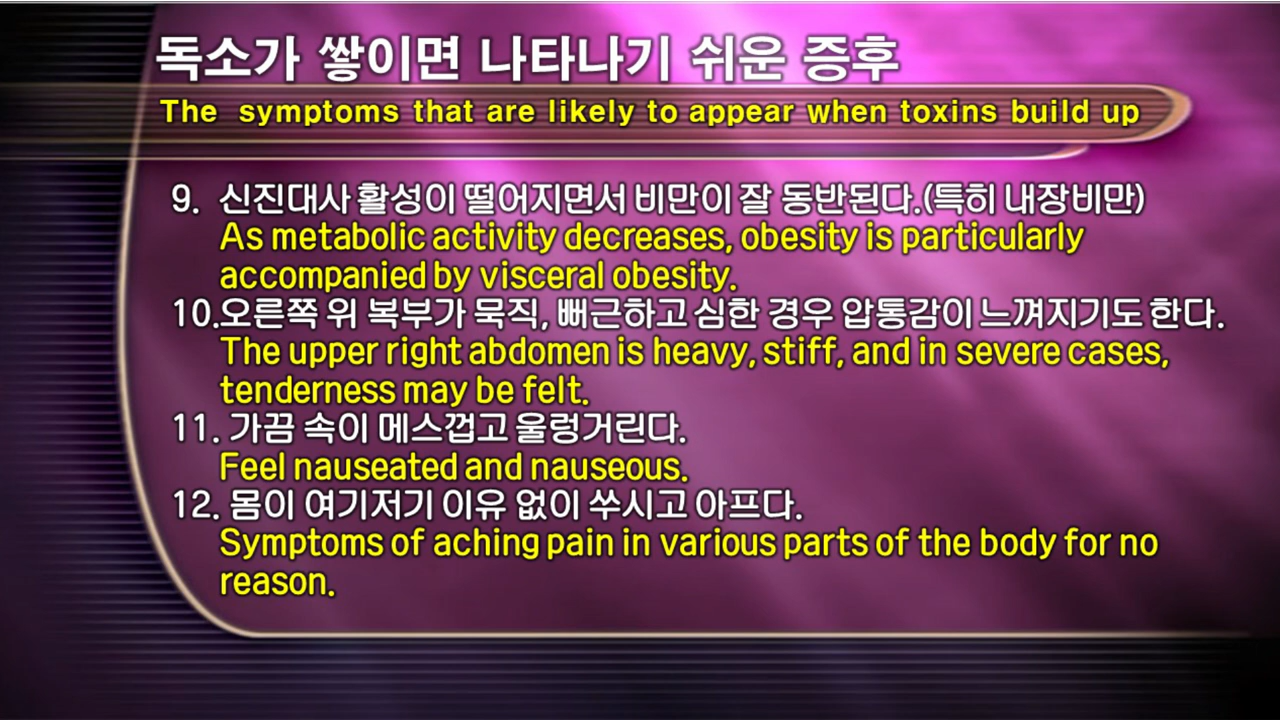 독소가 쌓이면 나타나기 쉬운 증후
The symptoms that are likely to appear when toxins build up
9. 신진대사 활성이 떨어지면서 비만이 잘 동반된다.(특히 내장비만)
As metabolic activity decreases, obesity is particularly
accompanied by visceral obesity.
10.오른쪽 위 복부가 묵직, 뻐근하고 심한 경우 압통감이 느껴지기도 한다.
The upper right abdomen is heavy, stiff, and in severe cases,
tenderness may be felt.
11. 가끔 속이 메스껍고 울렁거린다.
Feel nauseated and nauseous.
12. 몸이 여기저기 이유 없이 쑤시고 아프다.
Symptoms of aching pain in various parts of the body for no
reason.